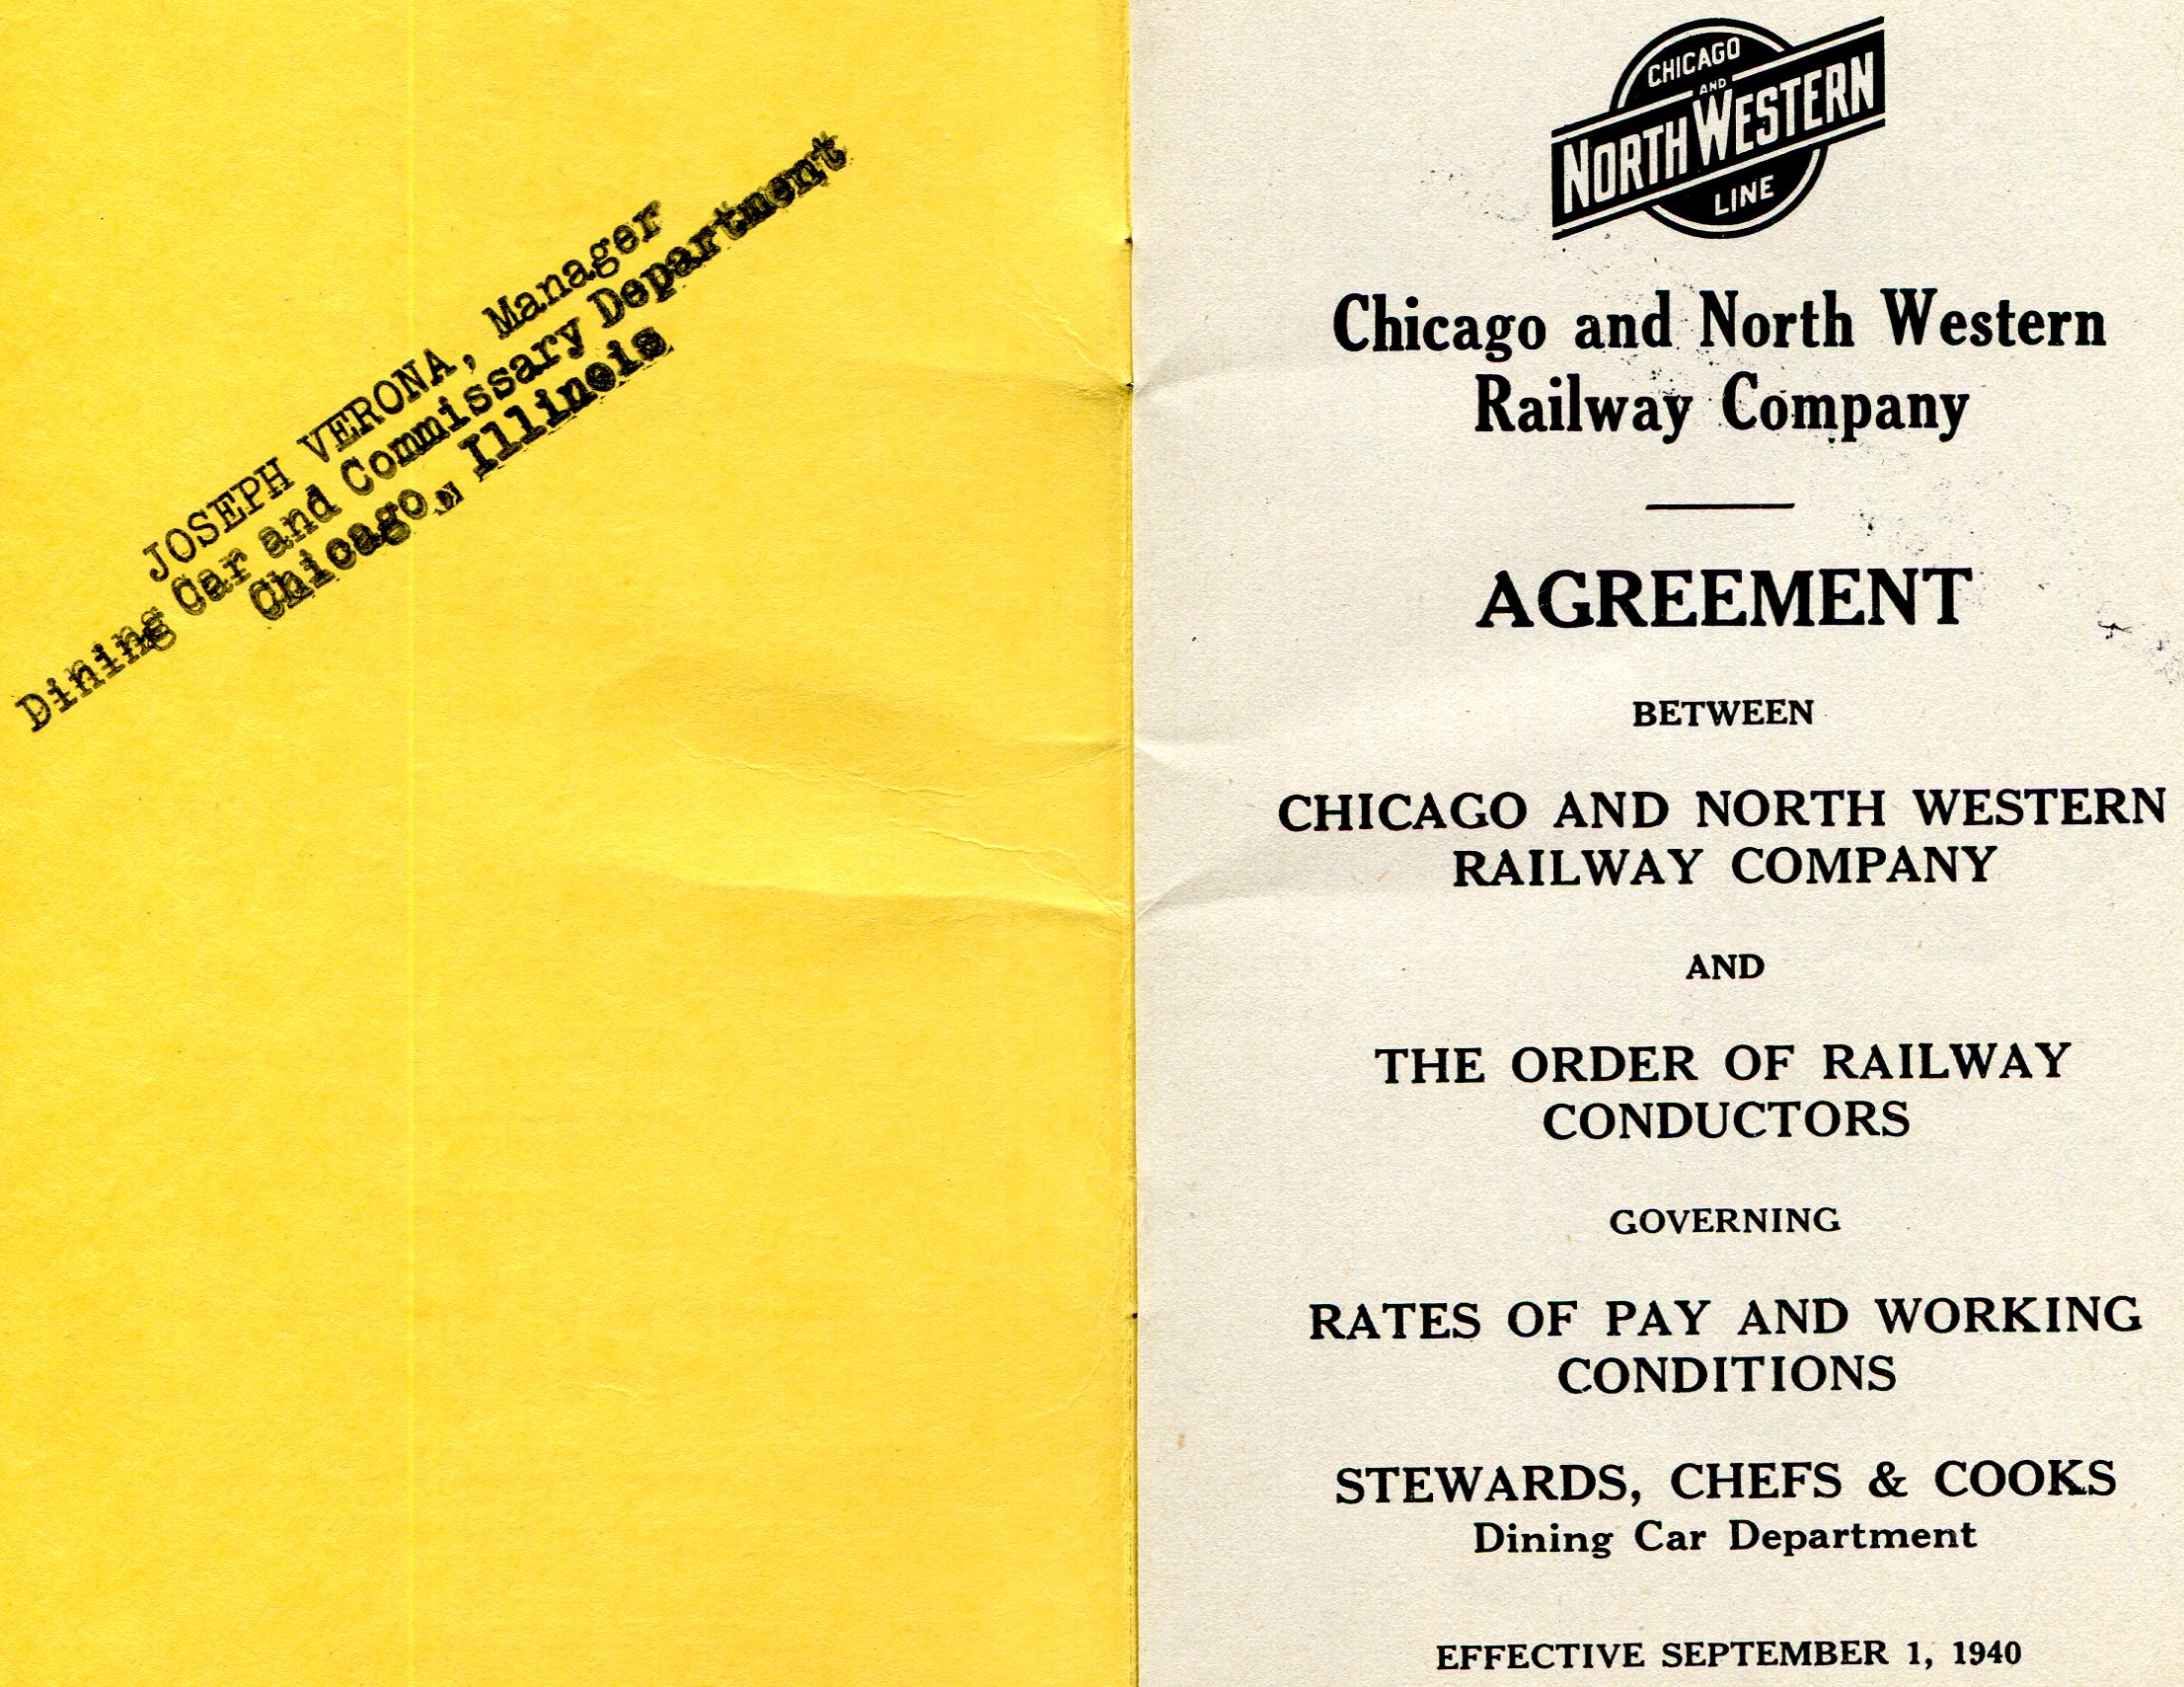 JOSEPH VERONA, Manager
Dining Car and Commissary Department
Chicago, Illinois
CHICAGO
AND
NORTH WESTERN
LINE
Chicago and North Western
Railway Company
AGREEMENT
BETWEEN
CHICAGO AND NORTH WESTERN
RAILWAY COMPANY
AND
THE ORDER OF RAILWAY
CONDUCTORS
GOVERNING
RATES OF PAY AND WORKING
CONDITIONS
STEWARDS, CHEFS & COOKS
Dining Car Department
EFFECTIVE SEPTEMBER 1, 1940